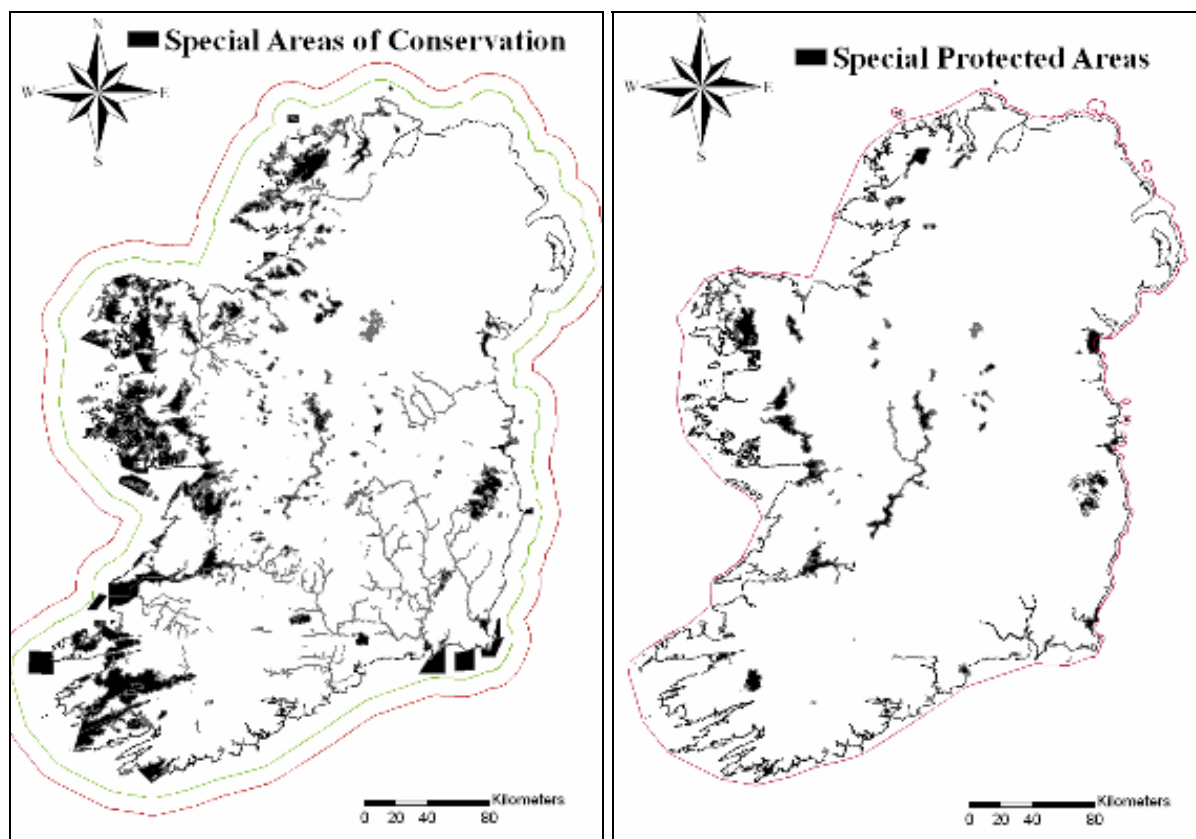 Special Areas of Conservation
N
W E
S
Kilometers
0 20 40 80
Special Protected Areas
N
W E
S
Kilometers
0 20 40 80